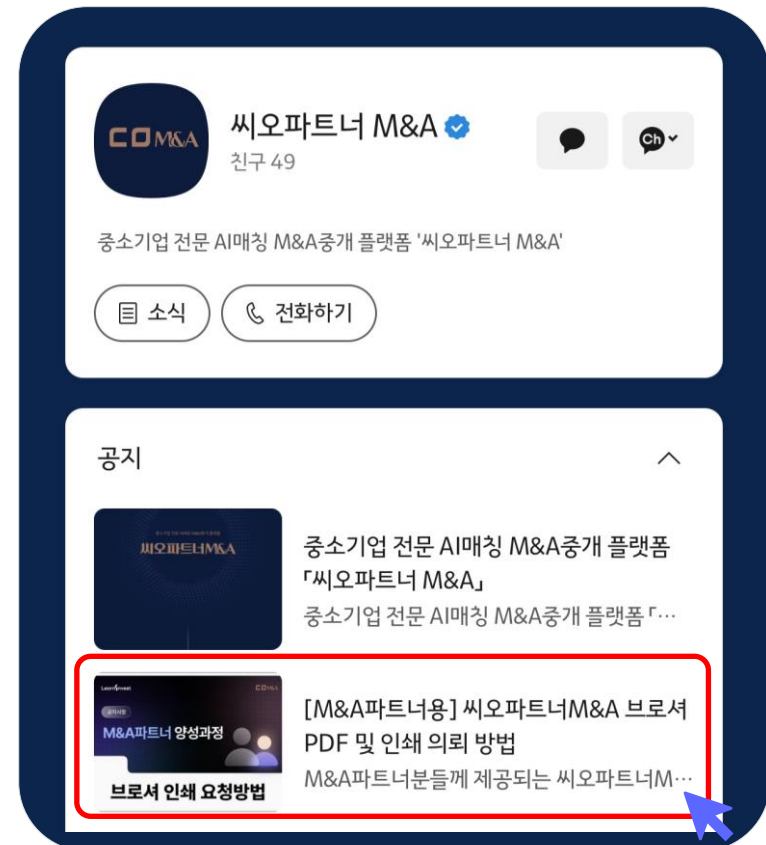 CO M&A
씨오파트너 M&A
친구 49
Ch
중소기업 전문 AI매칭 M&A중개 플랫폼 '씨오파트너 M&A'
소식
전화하기
공지
씨오파트너M&A
중소기업 전문 AI매칭 M&A중개 플랫폼
「씨오파트너 M&A」
중소기업 전문 AI매칭 M&A중개 플랫폼 「…
Learn2nvest
CO M&A
공지사항
M&A파트너 양성과정
브로셔 인쇄 요청방법
[M&A파트너용] 씨오파트너M&A 브로셔
PDF 및 인쇄 의뢰 방법
M&A파트너분들께 제공되는 씨오파트너M…